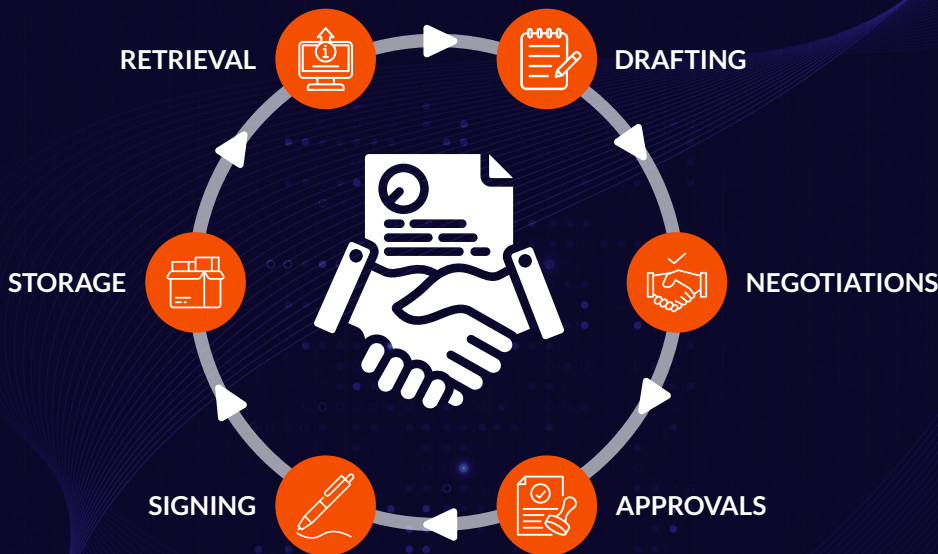 RETRIEVAL
DRAFTING
STORAGE
NEGOTIATIONS
SIGNING
APPROVALS